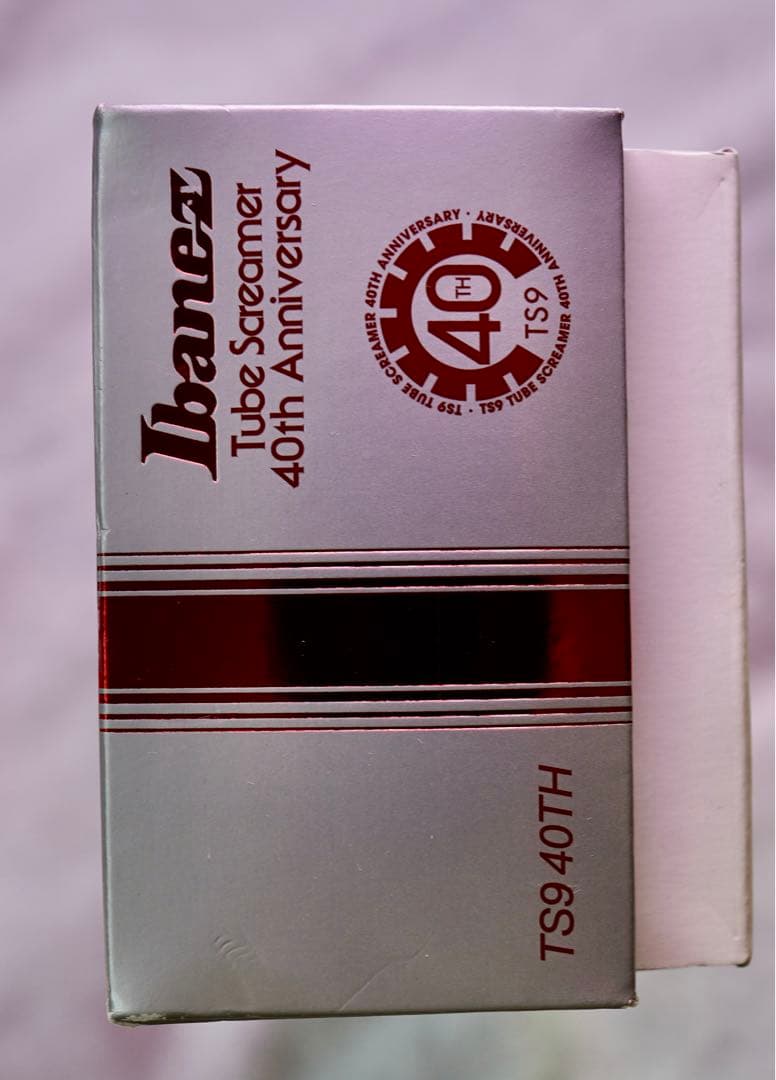 Ibanez
Tube Screamer
40th Anniversary
TS9 TUBE SCREAMER 40TH ANNIVERSARY · TS9 TUBE SCREAMER 40TH ANNIVERSARY ·
40TH
TS9
TS9 40TH